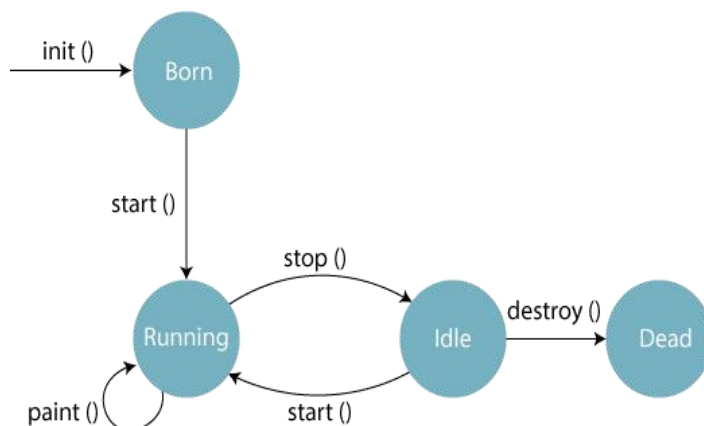 init ()
Born
start ()
stop ()
Running
Idle
destroy ()
Dead
paint ()
start ()